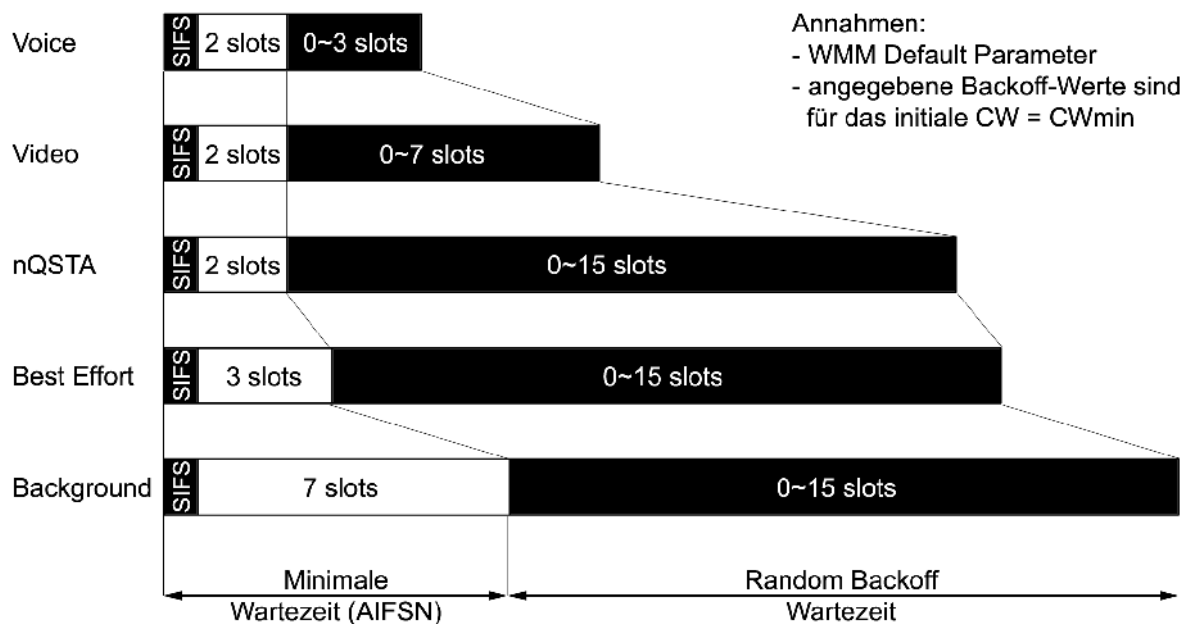 Annahmen:
- WMM Default Parameter
- angegebene Backoff-Werte sind
für das initiale CW = CWmin
Voice SIFS 2 slots 0~3 slots
Video SIFS 2 slots 0~7 slots
nQSTA SIFS 2 slots 0~15 slots
Best Effort SIFS 3 slots 0~15 slots
Background SIFS 7 slots 0~15 slots
Minimale
Wartezeit (AIFSN)
Random Backoff
Wartezeit